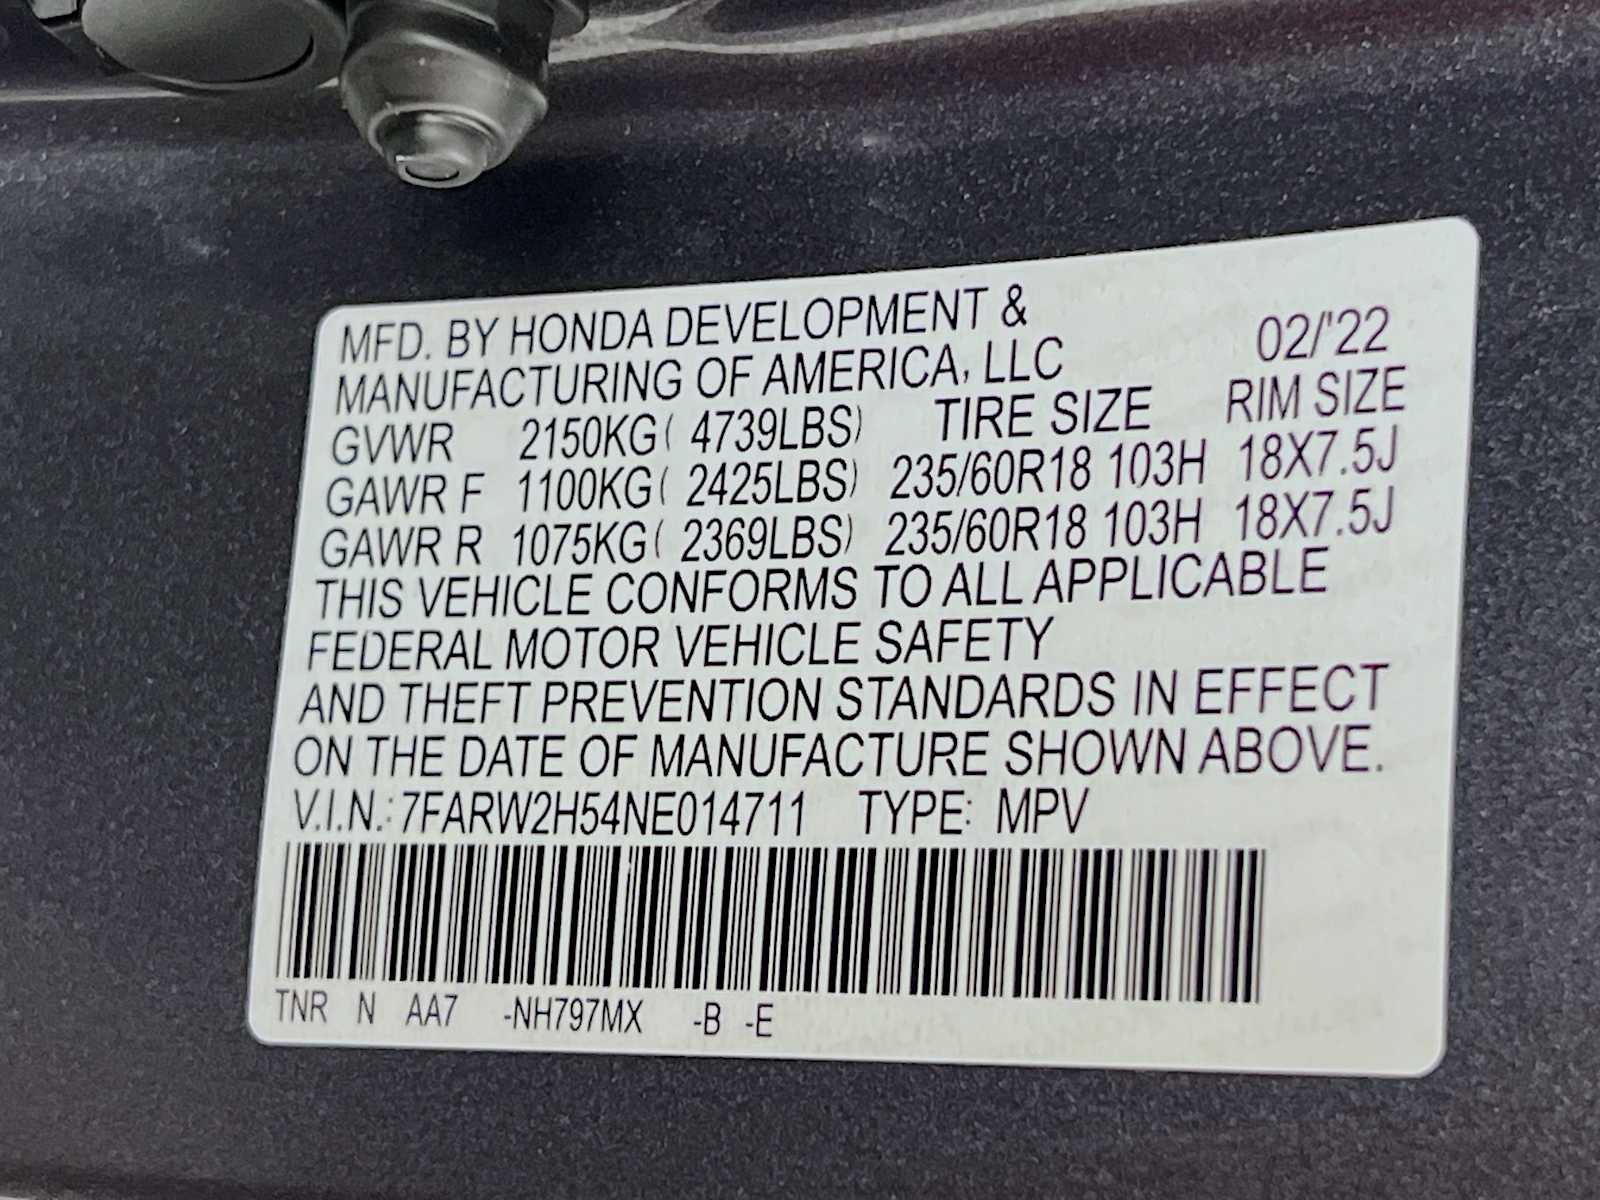 MFD. BY HONDA DEVELOPMENT &
MANUFACTURING OF AMERICA, LLC 02/'22
GVWR 2150KG( 4739LBS) TIRE SIZE RIM SIZE
GAWR F 1100KG( 2425LBS) 235/60R18 103H 18X7.5J
GAWR R 1075KG( 2369LBS) 235/60R18 103H 18X7.5J
THIS VEHICLE CONFORMS TO ALL APPLICABLE
FEDERAL MOTOR VEHICLE SAFETY
AND THEFT PREVENTION STANDARDS IN EFFECT
ON THE DATE OF MANUFACTURE SHOWN ABOVE.
V.I.N.: 7FARW2H54NE014711 TYPE: MPV
TNR N AA7 -NH797MX -B -E